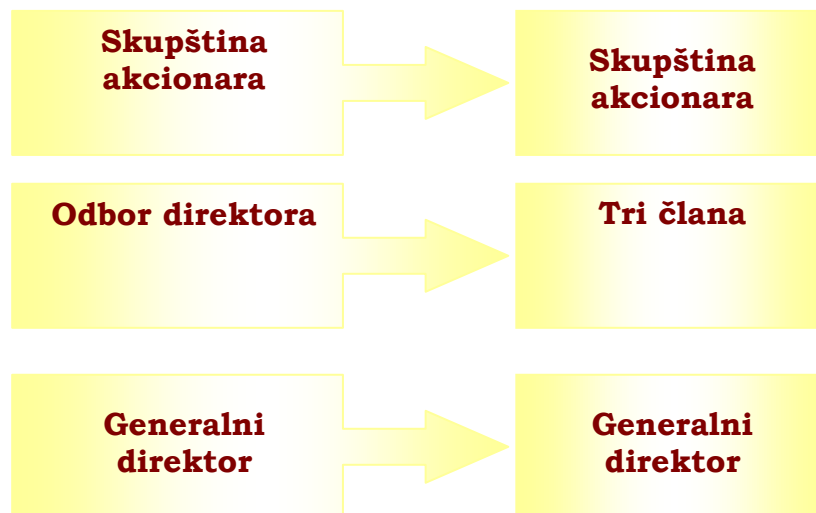 Skupština
akcionara
Skupština
akcionara
Odbor direktora
Tri člana
Generalni
direktor
Generalni
direktor